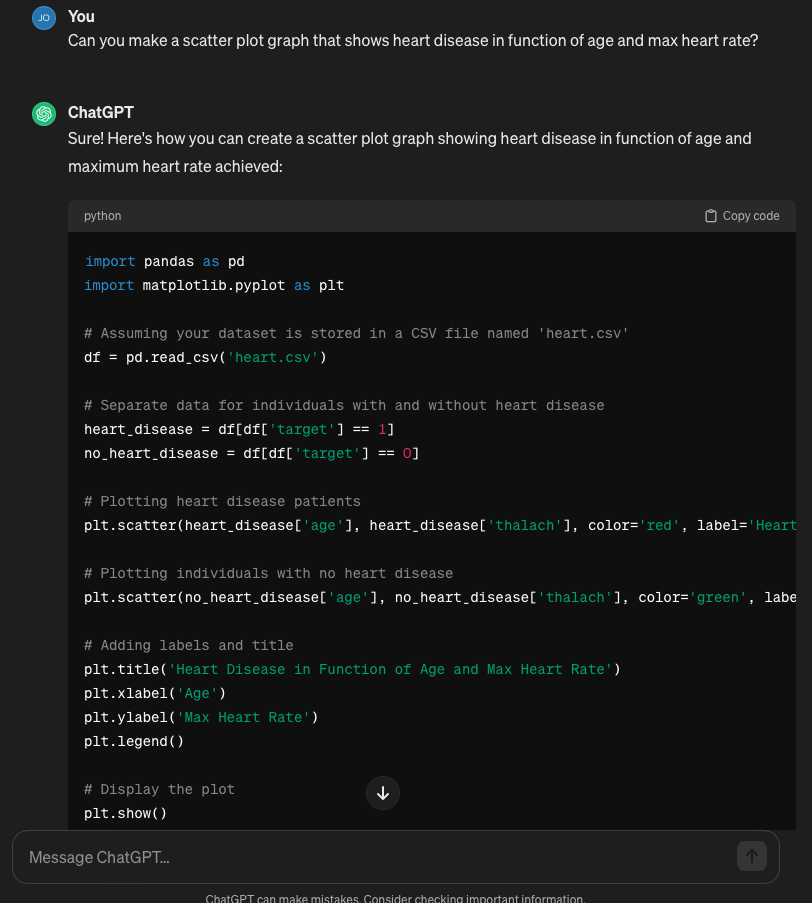 JO
You
Can you make a scatter plot graph that shows heart disease in function of age and max heart rate?
ChatGPT
Sure! Here's how you can create a scatter plot graph showing heart disease in function of age and
maximum heart rate achieved:
python
Copy code
import pandas as pd
import matplotlib.pyplot as plt
# Assuming your dataset is stored in a CSV file named 'heart.csv'
df = pd.read_csv('heart.csv')
# Separate data for individuals with and without heart disease
heart_disease = df[df['target'] == 1]
no_heart_disease = df[df['target'] == 0]
# Plotting heart disease patients
plt.scatter(heart_disease['age'], heart_disease['thalach'], color='red', label='Heart
# Plotting individuals with no heart disease
plt.scatter(no_heart_disease['age'], no_heart_disease['thalach'], color='green', labe
# Adding labels and title
plt.title('Heart Disease in Function of Age and Max Heart Rate')
plt.xlabel('Age')
plt.ylabel('Max Heart Rate')
plt.legend()
# Display the plot
plt.show()
Message ChatGPT...
ChatGPT can make mistakes. Consider checking important information.